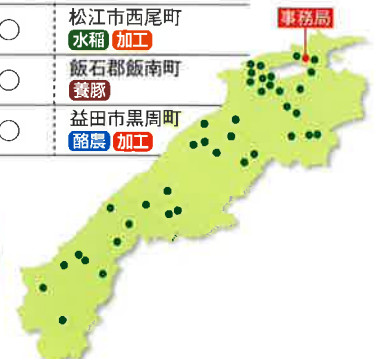 松江市西尾町
水稲 加工
飯石郡飯南町
養豚
益田市黒周町
酪農 加工
事務局